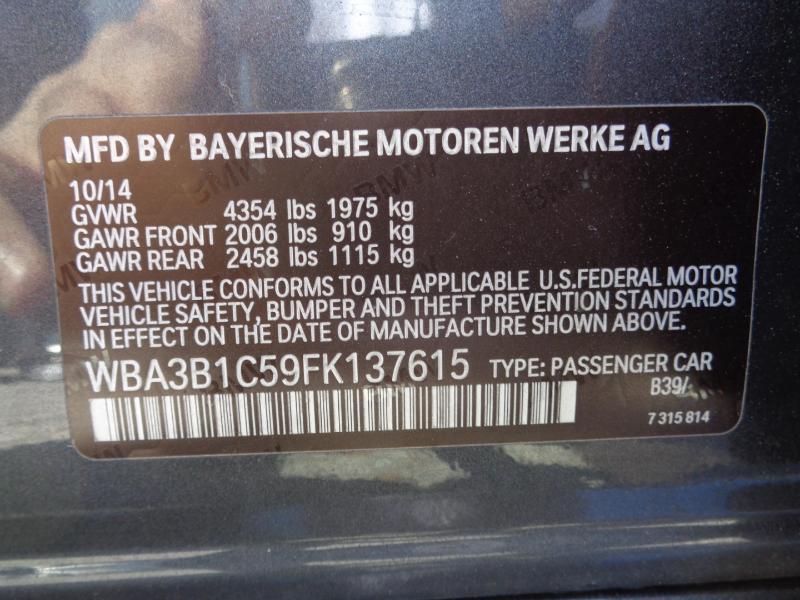 MFD BY BAYERISCHE MOTOREN WERKE AG
10/14
GVWR 4354 lbs 1975 kg
GAWR FRONT 2006 lbs 910 kg
GAWR REAR 2458 lbs 1115 kg
THIS VEHICLE CONFORMS TO ALL APPLICABLE U.S.FEDERAL MOTOR
VEHICLE SAFETY, BUMPER AND THEFT PREVENTION STANDARDS
IN EFFECT ON THE DATE OF MANUFACTURE SHOWN ABOVE.
WBA3B1C59FK137615 TYPE: PASSENGER CAR
B39/
7 315 814